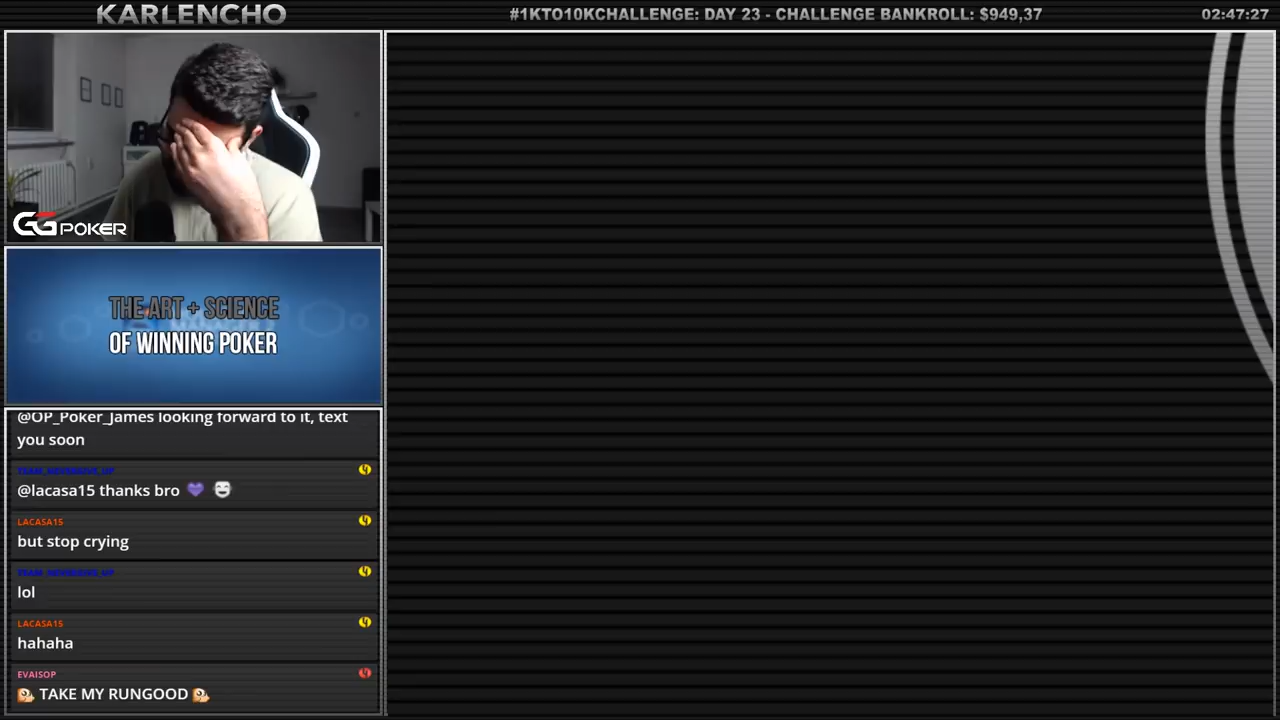 KARLENCHO
#1KTO10KCHALLENGE: DAY 23 - CHALLENGE BANKROLL: $949,37
02:47:27
GG POKER
THE ART + SCIENCE
OF WINNING POKER
@OP_Poker_James looking forward to it, text
you soon
@lacasa15 thanks bro 💜
LACASA15
but stop crying
lol
LACASA15
hahaha
EVAISOP
TAKE MY RUNGOOD